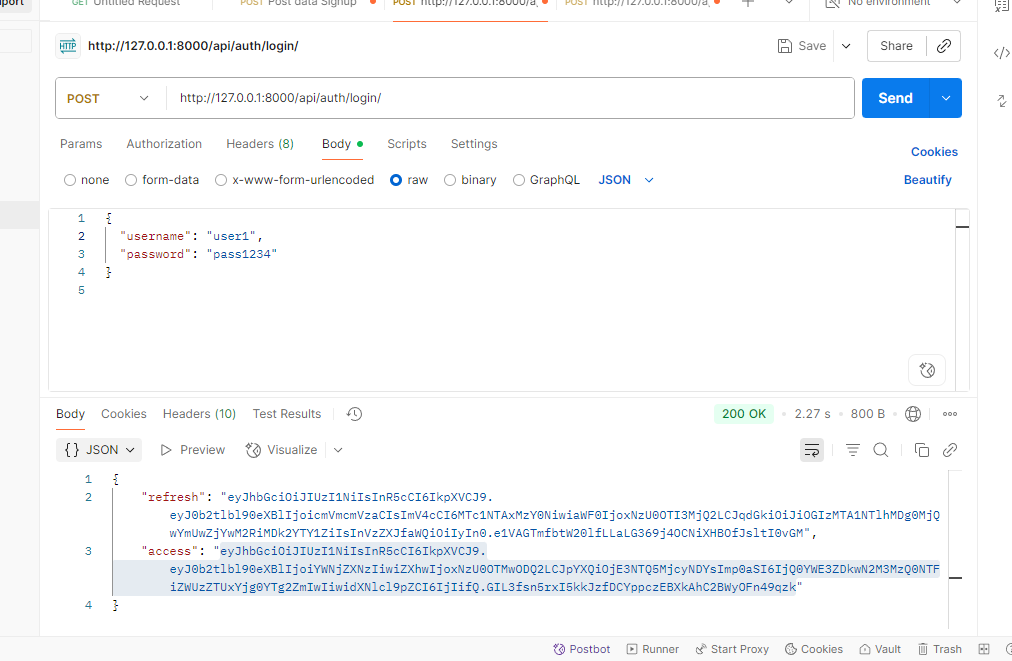 GET Untitled Request
POST Post data Signup
POST http://127.0.0.1:8000/a
POST http://127.0.0.1:8000/a
No environment
HTTP http://127.0.0.1:8000/api/auth/login/
Save
Share
POST
http://127.0.0.1:8000/api/auth/login/
Send
Params Authorization Headers (8) Body Scripts Settings
Cookies
none form-data x-www-form-urlencoded raw binary GraphQL JSON
Beautify
1 {
2 "username": "user1",
3 "password": "pass1234"
4 }
5
Body Cookies Headers (10) Test Results
200 OK • 2.27 s • 800 B
{} JSON Preview Visualize
1 {
2 "refresh": "eyJhbGciOiJIUzI1NiIsInR5cCI6IkpXVCJ9.
3 "access": "eyJhbGciOiJIUzI1NiIsInR5cCI6IkpXVCJ9.
4 }
Postbot Runner Start Proxy Cookies Vault Trash